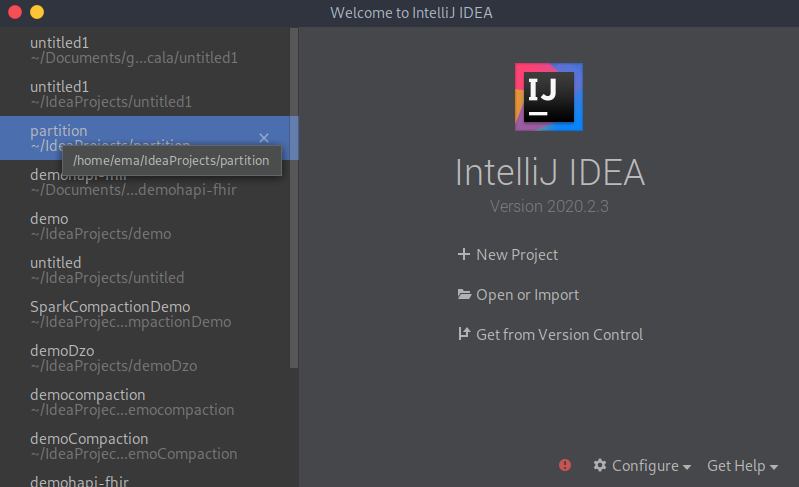 Welcome to IntelliJ IDEA
untitled1
~/Documents/g...cala/untitled1
untitled1
~/IdeaProjects/untitled1
partition
~/IdeaProjects/partition
/home/ema/IdeaProjects/partition
demohapi-fhir
~/Documents/...demohapi-fhir
demo
~/IdeaProjects/demo
untitled
~/IdeaProjects/untitled
SparkCompactionDemo
~/IdeaProjec...mpactionDemo
demoDzo
~/IdeaProjects/demoDzo
democompaction
~/IdeaProjec...emocompaction
demoCompaction
~/IdeaProjec...emoCompaction
demohapi-fhir
IJ
IntelliJ IDEA
Version 2020.2.3
New Project
Open or Import
Get from Version Control
Configure
Get Help